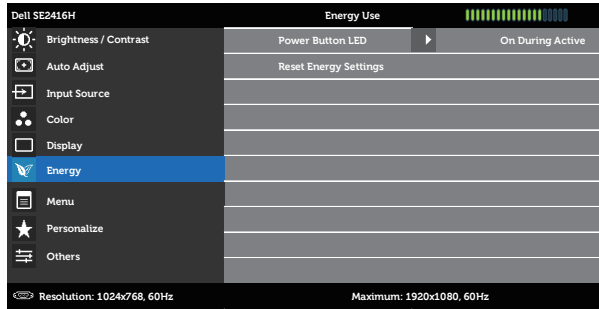 Dell SE2416H Energy Use
Brightness / Contrast Power Button LED On During Active
Auto Adjust Reset Energy Settings
Input Source
Color
Display
Energy
Menu
Personalize
Others
Resolution: 1024x768, 60Hz Maximum: 1920x1080, 60Hz